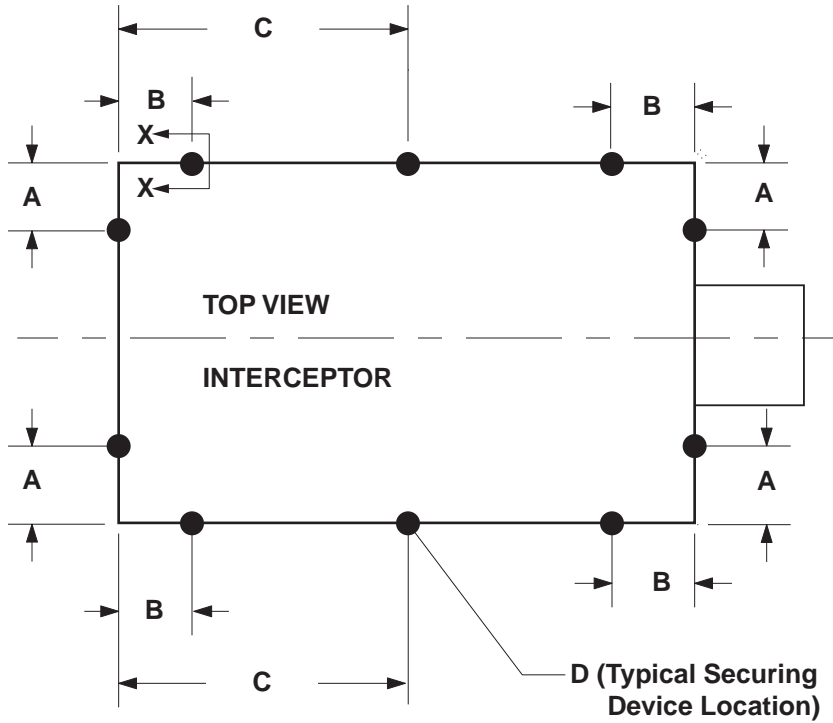 C
B
B
X
X
A
A
TOP VIEW
INTERCEPTOR
A
A
B
B
C
D (Typical Securing
Device Location)